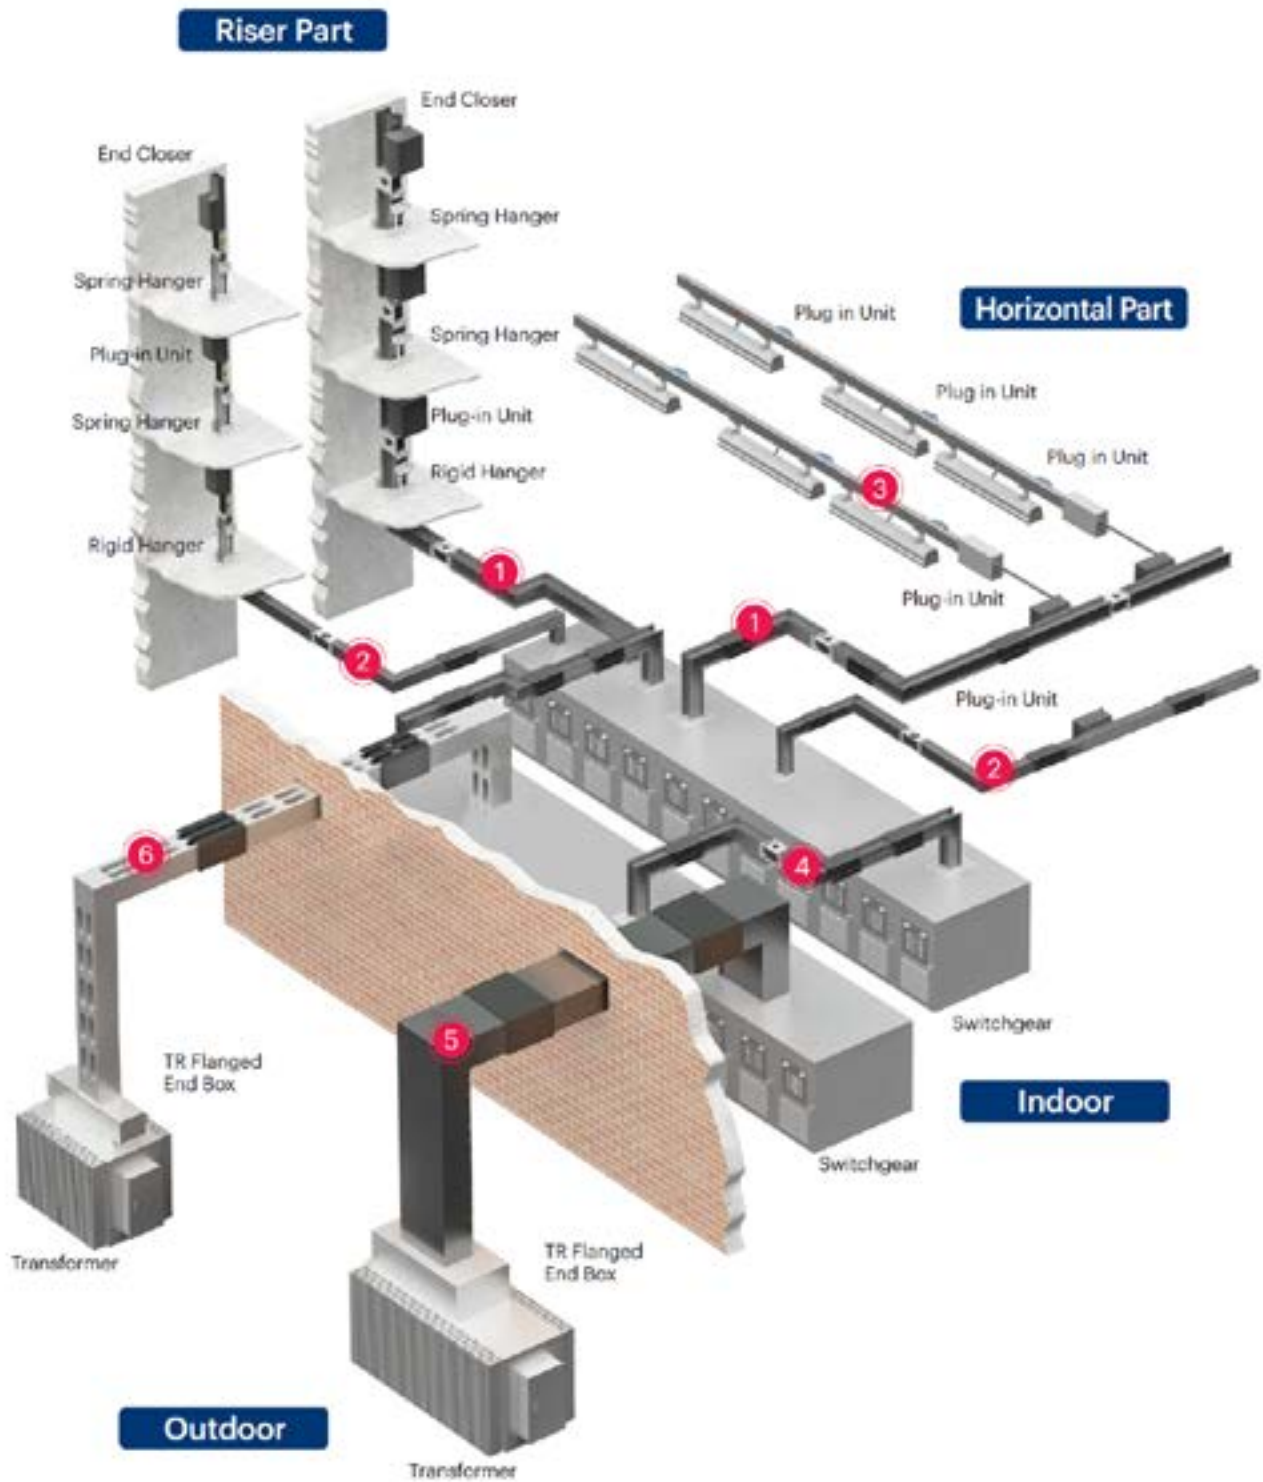 Riser Part
End Closer
End Closer
Spring Hanger
Spring Hanger
Horizontal Part
Plug in Unit
Spring Hanger
Plug-in Unit
Plug in Unit
Plug-in Unit
Spring Hanger
Plug in Unit
Rigid Hanger
3
Rigid Hanger
1
Plug-in Unit
1
2
Plug-in Unit
2
6
4
Switchgear
5
TR Flanged
End Box
Indoor
Switchgear
Transformer
TR Flanged
End Box
Outdoor
Transformer